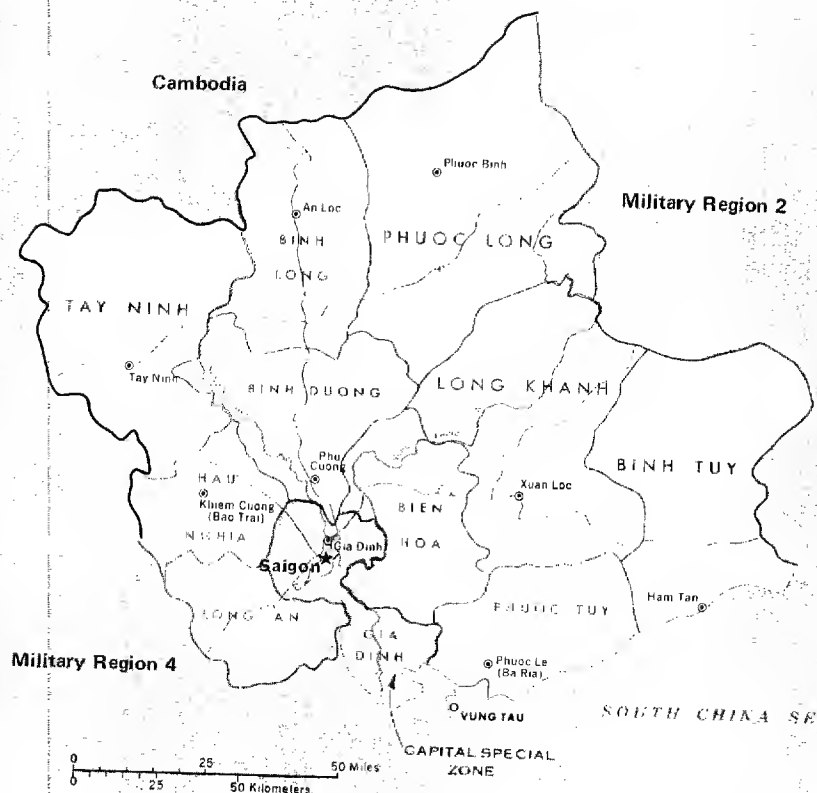 Cambodia
Phuoc Binh
Military Region 2
An Loc
BINH
LONG
PHUOC LONG
TAY NINH
Tay Ninh
BINH DUONG
LONG KHANH
BINH TUY
Phu
Cuong
Xuan Loc
HAU
NGHIA
Khiem Cuong
(Bao Trai)
BIEN
HOA
Gia Dinh
Saigon
LONG AN
PHUOC TUY
Ham Tan
GIA
DINH
Military Region 4
Phuoc Le
(Ba Ria)
VUNG TAU
SOUTH CHINA SE
CAPITAL SPECIAL
ZONE
0 25 50 Miles
0 25 50 Kilometers